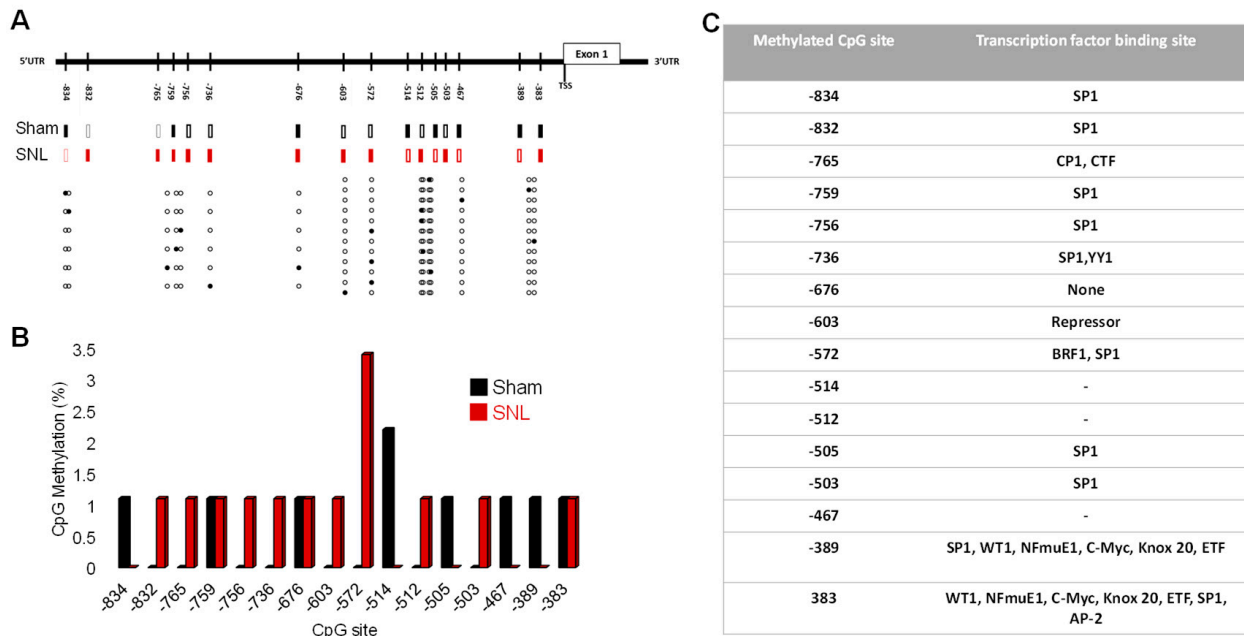 A
5'UTR
Exon 1
3'UTR
TSS
-834
-832
-765
-759
-756
-736
-676
-603
-572
-514
-512
-505
-503
-467
-389
-383
Sham
SNL
B
CpG Methylation (%)
3.5
3
2.5
2
1.5
1
0.5
0
Sham
SNL
-834
-832
-765
-759
-756
-736
-676
-603
-572
-514
-512
-505
-503
-467
-389
-383
CpG site
C
Methylated CpG site Transcription factor binding site
-834 SP1
-832 SP1
-765 CP1, CTF
-759 SP1
-756 SP1
-736 SP1,YY1
-676 None
-603 Repressor
-572 BRF1, SP1
-514 -
-512 -
-505 SP1
-503 SP1
-467 -
-389 SP1, WT1, NFmuE1, C-Myc, Knox 20, ETF
383 WT1, NFmuE1, C-Myc, Knox 20, ETF, SP1,
AP-2